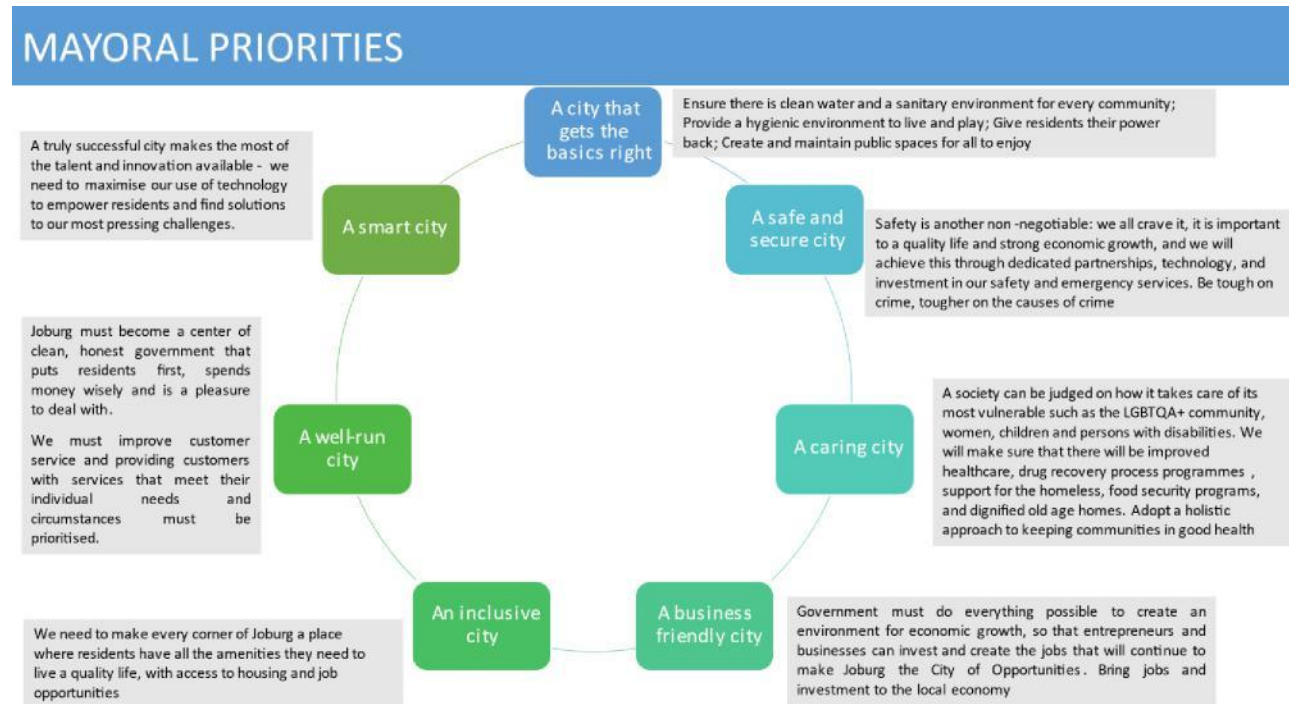 MAYORAL PRIORITIES
A city that
gets the
basics right
Ensure there is clean water and a sanitary environment for every community;
Provide a hygienic environment to live and play; Give residents their power
back; Create and maintain public spaces for all to enjoy
A safe and
secure city
Safety is another non -negotiable: we all crave it, it is important
to a quality life and strong economic growth, and we will
achieve this through dedicated partnerships, technology, and
investment in our safety and emergency services. Be tough on
crime, tougher on the causes of crime
A caring city
A society can be judged on how it takes care of its
most vulnerable such as the LGBTQA+ community,
women, children and persons with disabilities. We
will make sure that there will be improved
healthcare, drug recovery process programmes ,
support for the homeless, food security programs,
and dignified old age homes. Adopt a holistic
approach to keeping communities in good health
A business
friendly city
Government must do everything possible to create an
environment for economic growth, so that entrepreneurs and
businesses can invest and create the jobs that will continue to
make Joburg the City of Opportunities. Bring jobs and
investment to the local economy
An inclusive
city
We need to make every corner of Joburg a place
where residents have all the amenities they need to
live a quality life, with access to housing and job
opportunities
A well-run
city
Joburg must become a center of
clean, honest government that
puts residents first, spends
money wisely and is a pleasure
to deal with.
We must improve customer
service and providing customers
with services that meet their
individual needs and
circumstances must be
prioritised.
A smart city
A truly successful city makes the most of
the talent and innovation available - we
need to maximise our use of technology
to empower residents and find solutions
to our most pressing challenges.